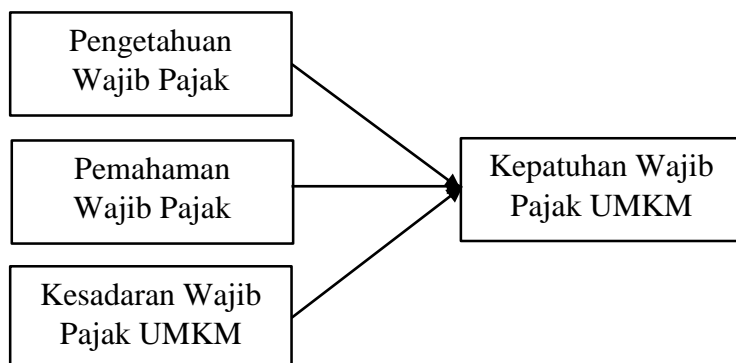 Pengetahuan
Wajib Pajak
Pemahaman
Wajib Pajak
Kepatuhan Wajib
Pajak UMKM
Kesadaran Wajib
Pajak UMKM